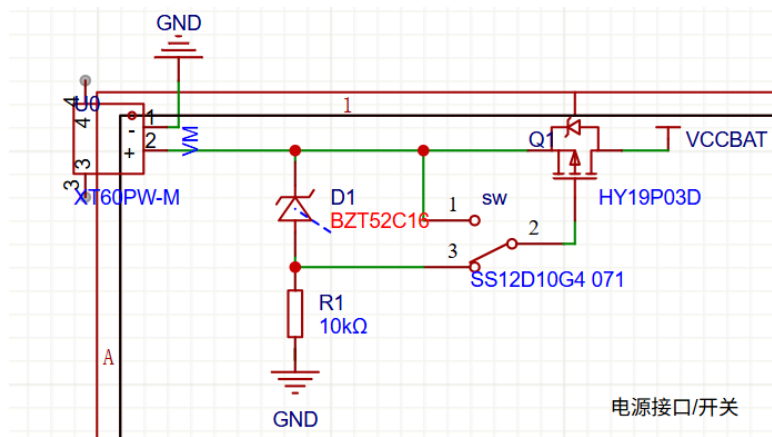 GND
4
U0
1
4
1
-
Q1
VCCBAT
2
+
VM
3
3
XT60PW-M
D1
BZT52C16
1
sw
HY19P03D
2
3
SS12D10G4 071
R1
10kΩ
A
GND
电源接口/开关